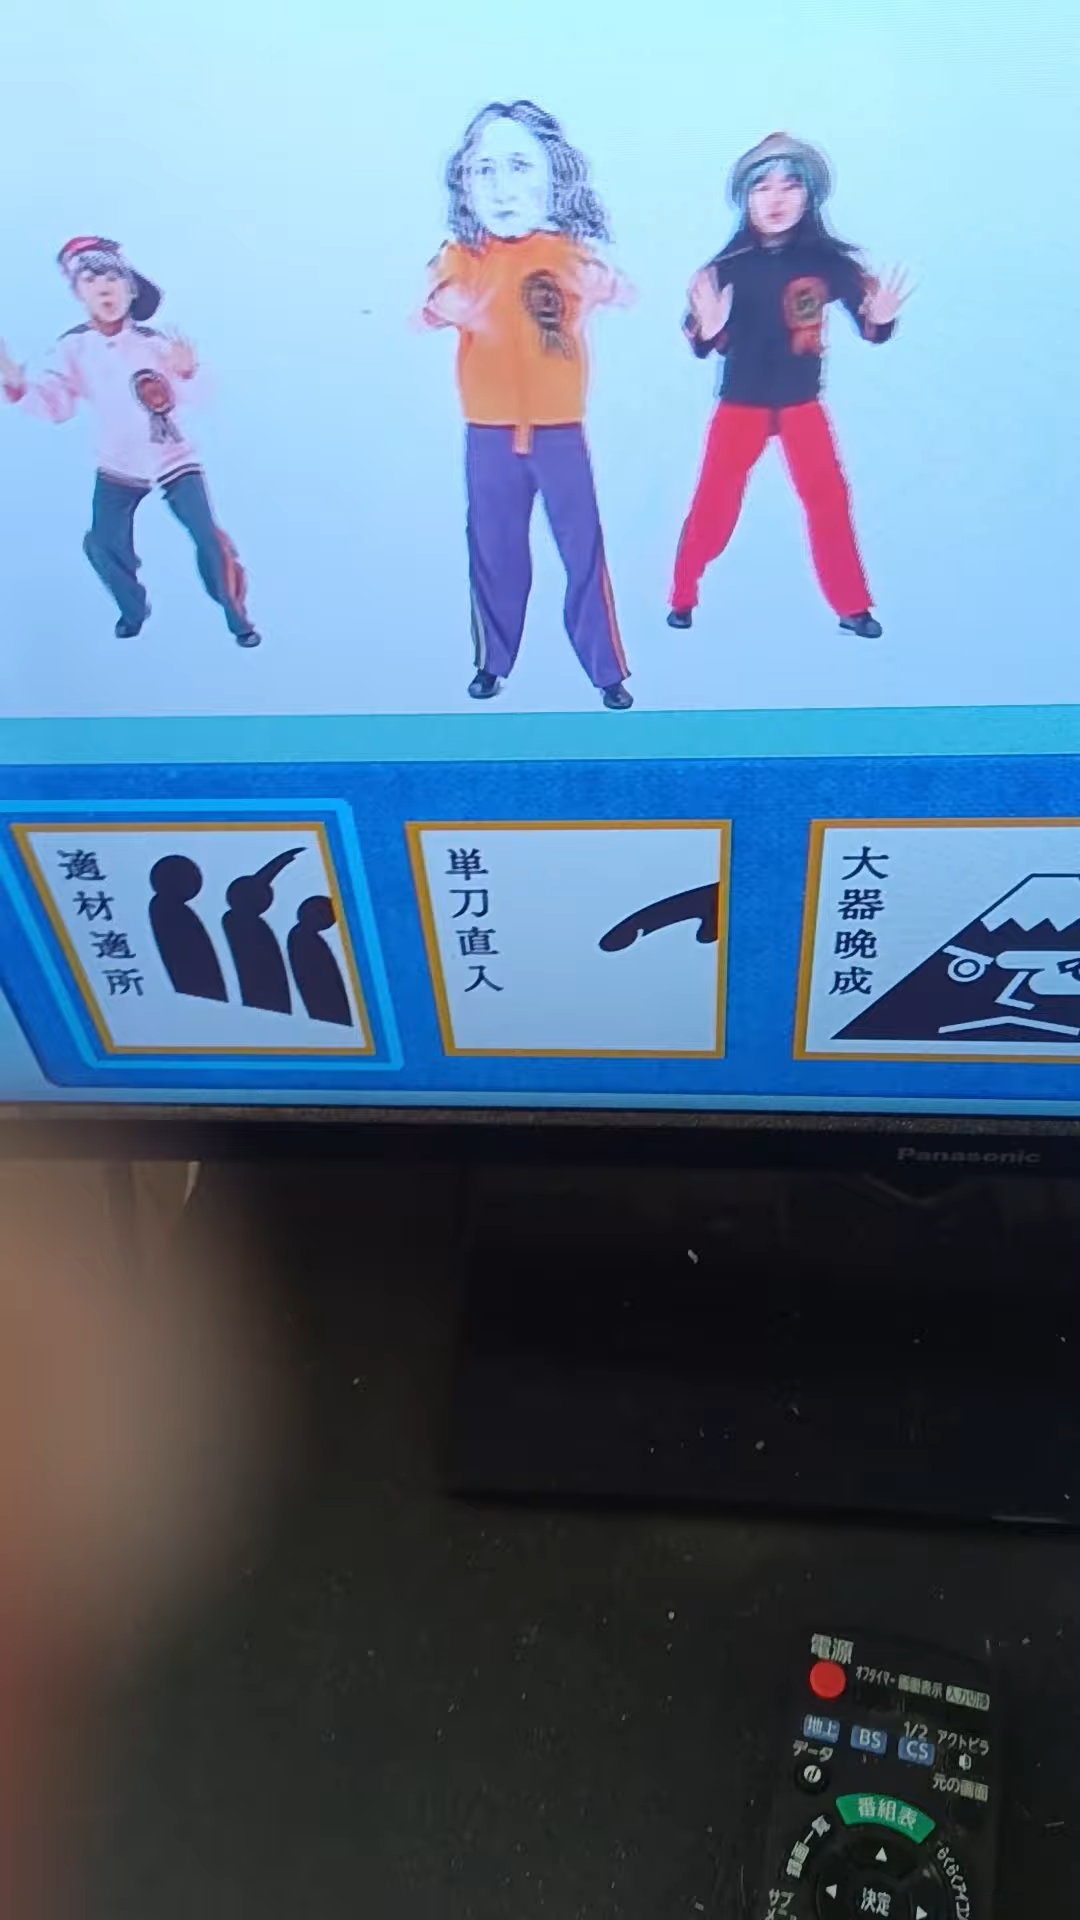 適材適所
単刀直入
大器晩成
Panasonic
電源
オフタイマー 画面表示 入力切換
地上 BS 1/2 CS アクトビラ
データ
元の画面
番組表
決定
サブ